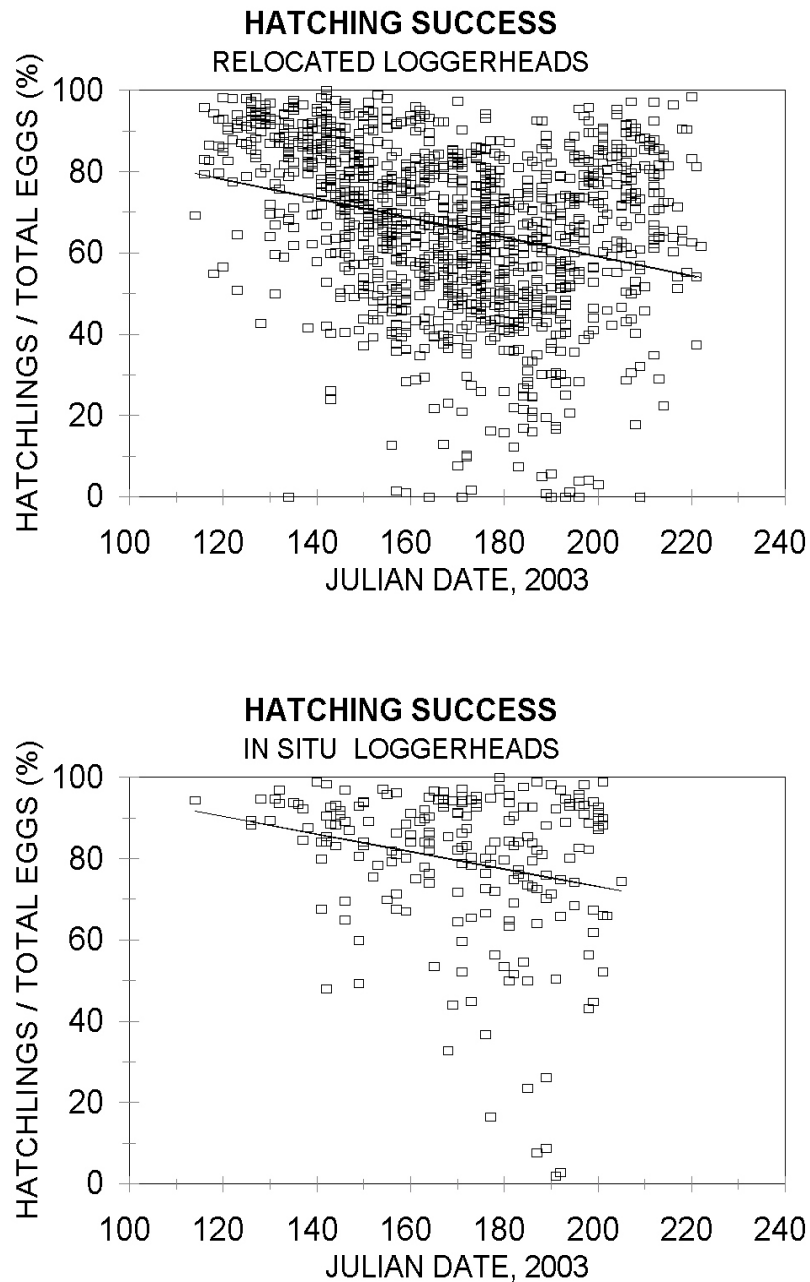 HATCHING SUCCESS
RELOCATED LOGGERHEADS
HATCHLINGS / TOTAL EGGS (%)
100
80
60
40
20
0
100 120 140 160 180 200 220 240
JULIAN DATE, 2003
HATCHING SUCCESS
IN SITU LOGGERHEADS
HATCHLINGS / TOTAL EGGS (%)
100
80
60
40
20
0
100 120 140 160 180 200 220 240
JULIAN DATE, 2003